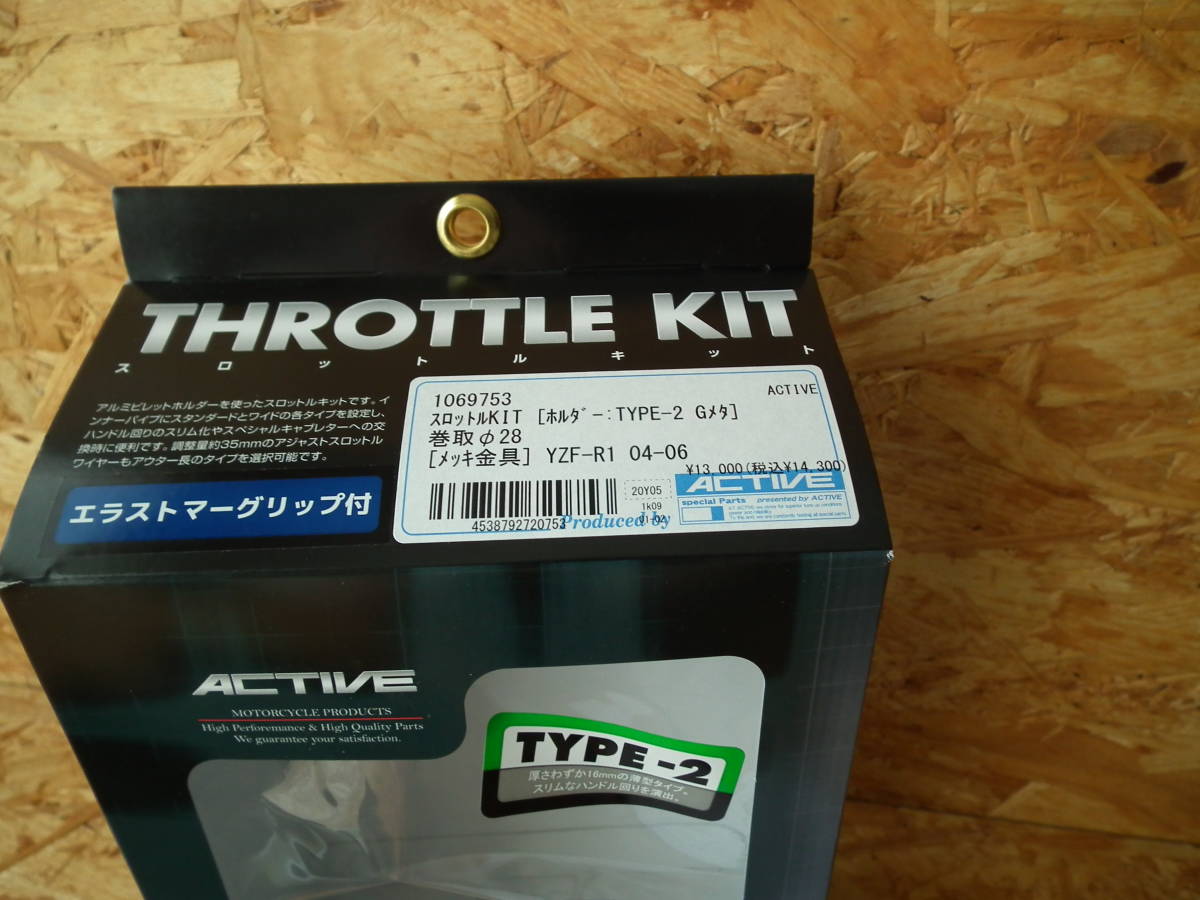 THROTTLE KIT
スロットルキット
アルミビレットホルダーを使ったスロットルキットです。イ
ンナーパイプにスタンダードとワイドの各タイプを設定し、
ハンドル回りのスリム化やスペシャルキャブレターへの交
換時に便利です。調整量約35mmのアジャストスロットル
ワイヤーもアウター長のタイプを選択可能です。
エラストマーグリップ付
1069753
ACTIVE
スロットルKIT [ホルダー:TYPE-2 Gメタ]
巻取φ28
[メッキ金具] YZF-R1 04-06
¥13,000(税込¥14,300)
20Y05
1k09
01-02
4538792720753
Produced by
ACTIVE
special Parts presented by ACTIVE
ACTIVE
MOTORCYCLE PRODUCTS
High Perforemance & High Quality Parts
We guarantee your satisfaction.
TYPE-2
厚さわずか16mmの薄型タイプ。
スリムなハンドル回りを演出。